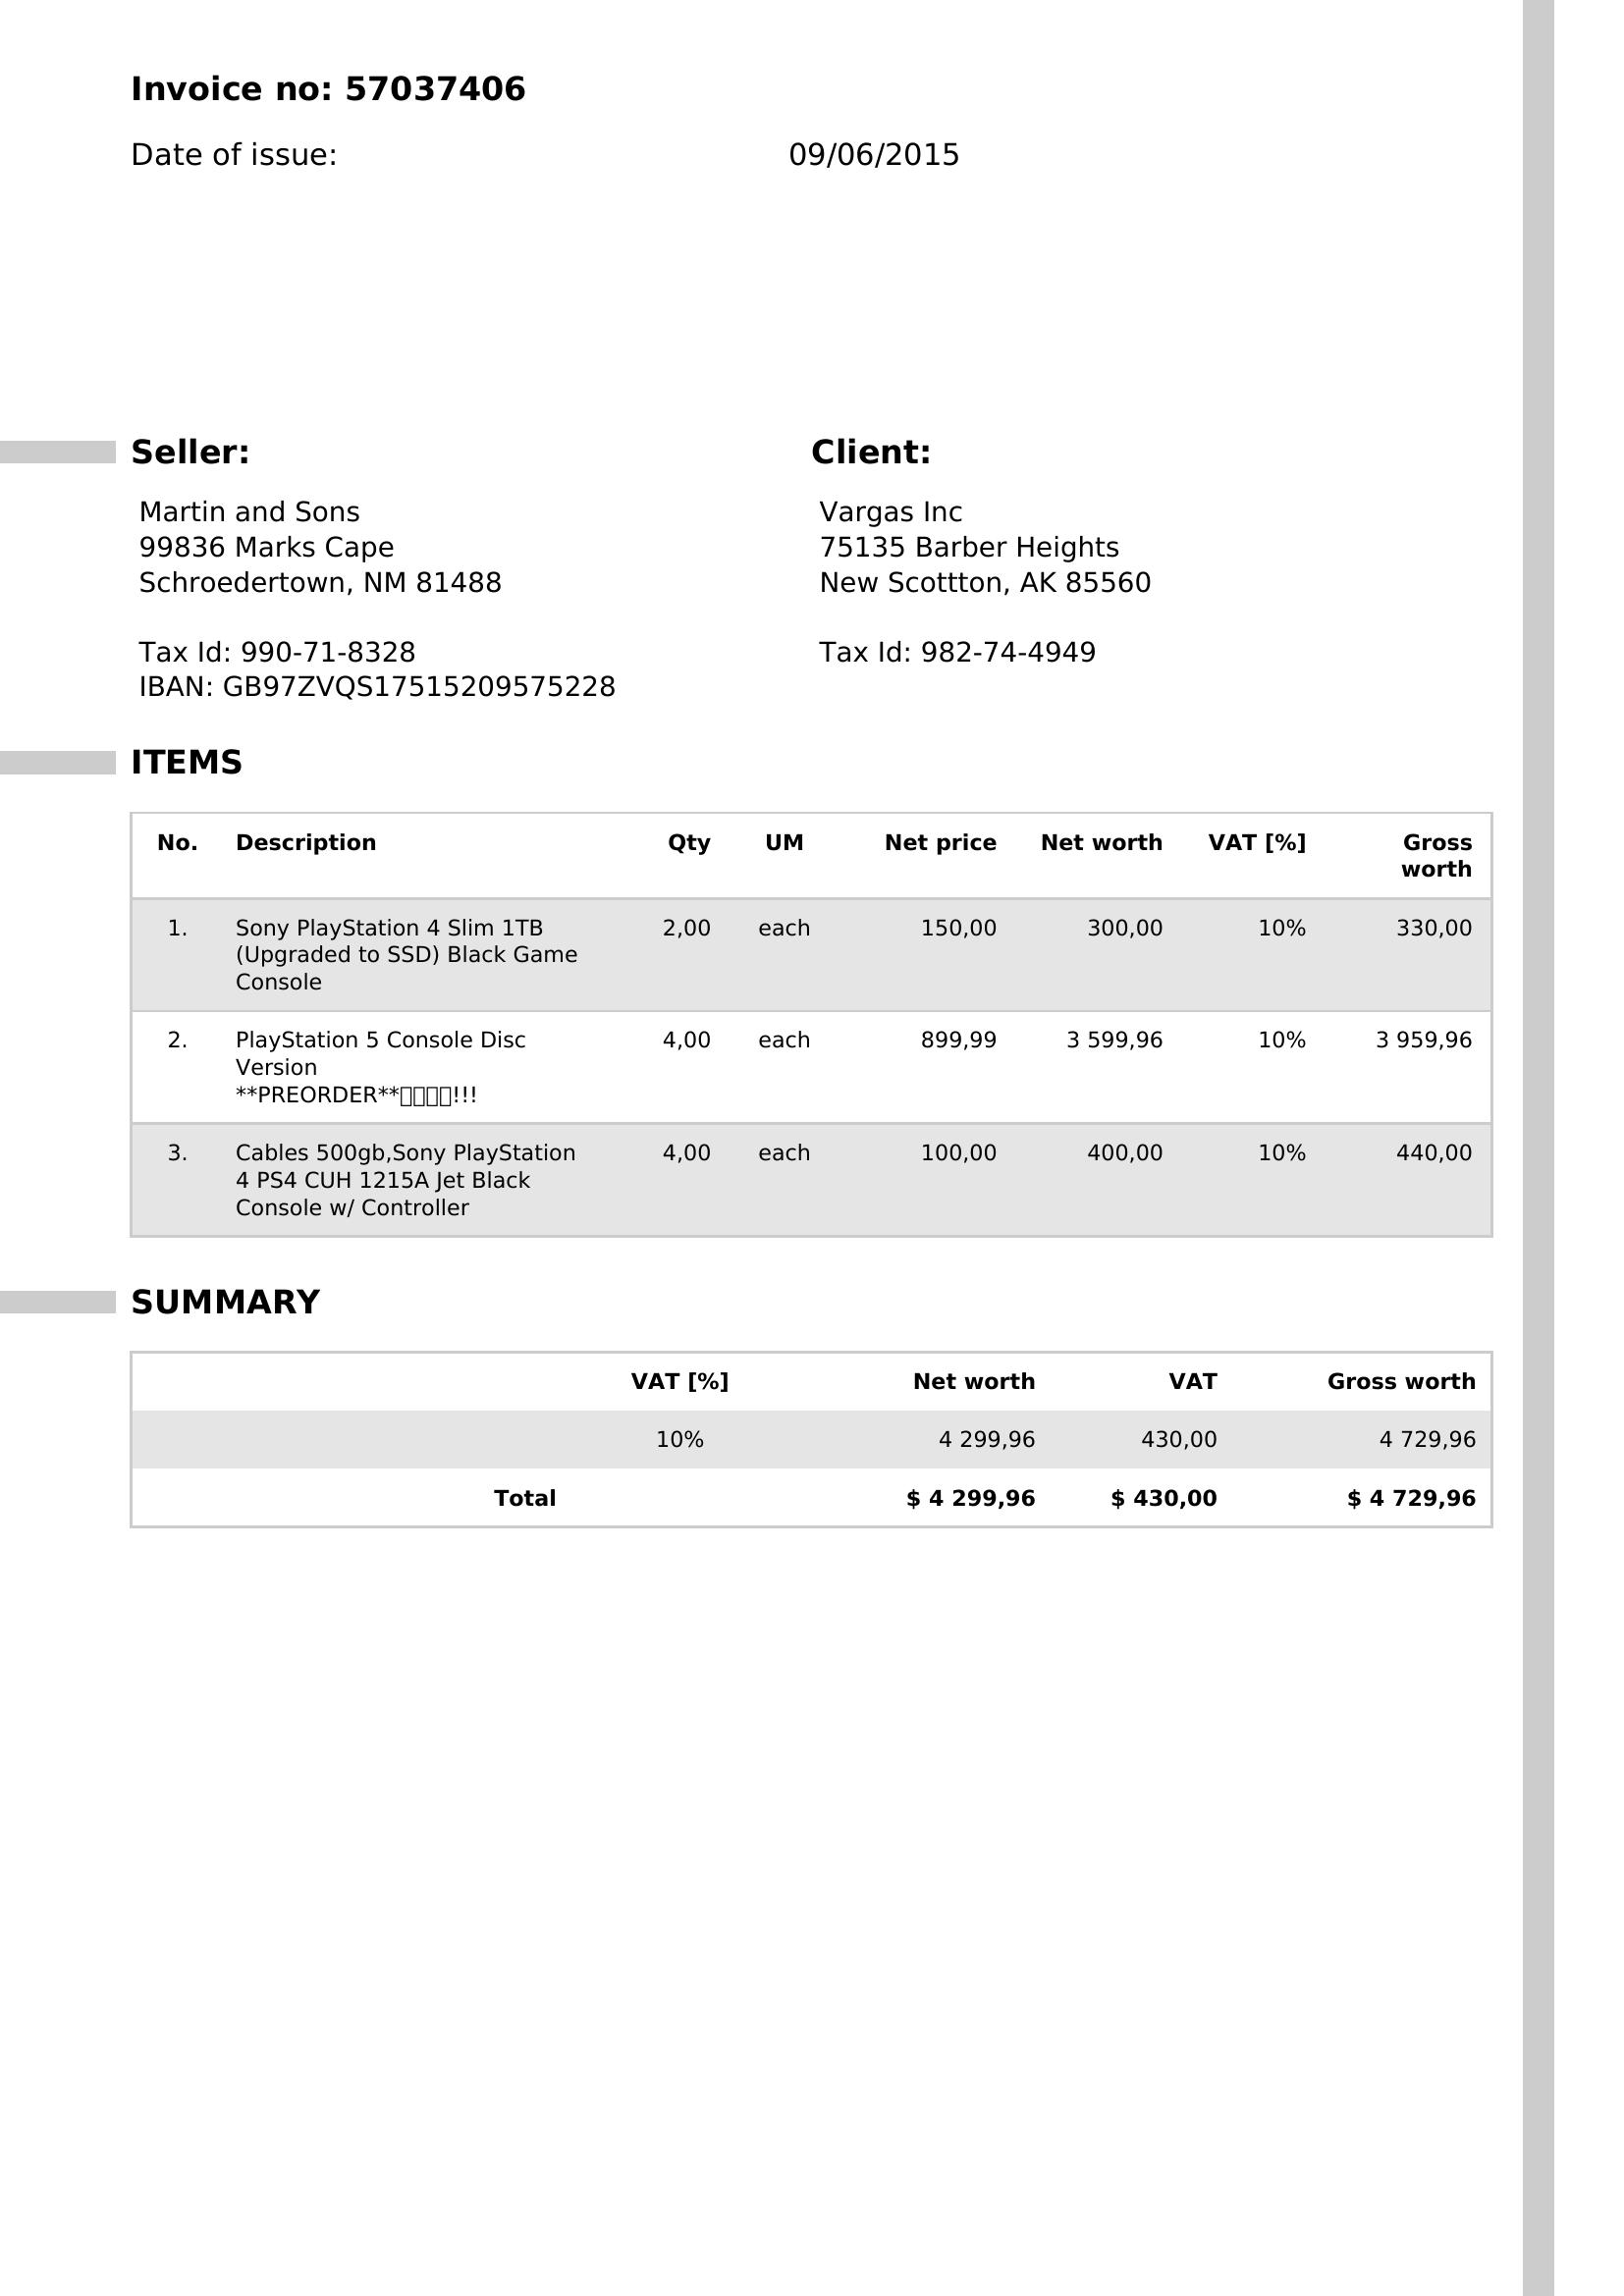 Invoice no: 57037406
Date of issue: 09/06/2015
Seller:
Martin and Sons
99836 Marks Cape
Schroedertown, NM 81488
Tax Id: 990-71-8328
IBAN: GB97ZVQS17515209575228
Client:
Vargas Inc
75135 Barber Heights
New Scottton, AK 85560
Tax Id: 982-74-4949
ITEMS
No. Description Qty UM Net price Net worth VAT [%] Gross
worth
1. Sony PlayStation 4 Slim 1TB 2,00 each 150,00 300,00 10% 330,00
(Upgraded to SSD) Black Game
Console
2. PlayStation 5 Console Disc 4,00 each 899,99 3 599,96 10% 3 959,96
Version
**PREORDER**▯▯▯▯!!!
3. Cables 500gb,Sony PlayStation 4,00 each 100,00 400,00 10% 440,00
4 PS4 CUH 1215A Jet Black
Console w/ Controller
SUMMARY
VAT [%] Net worth VAT Gross worth
10% 4 299,96 430,00 4 729,96
Total $ 4 299,96 $ 430,00 $ 4 729,96